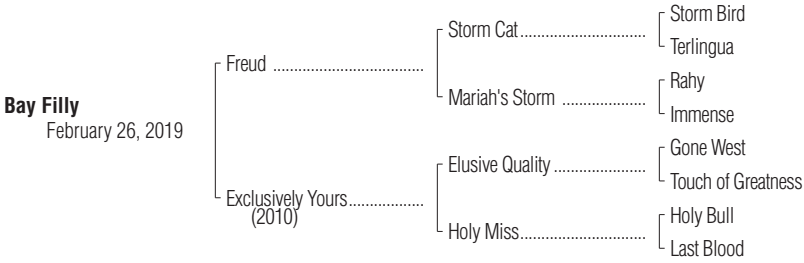 Storm Bird
Storm Cat..............................
Terlingua
Freud ....................................
Rahy
Mariah's Storm ....................
Immense
Bay Filly
February 26, 2019
Gone West
Elusive Quality ......................
Touch of Greatness
Exclusively Yours..................
(2010)
Holy Bull
Holy Miss..............................
Last Blood